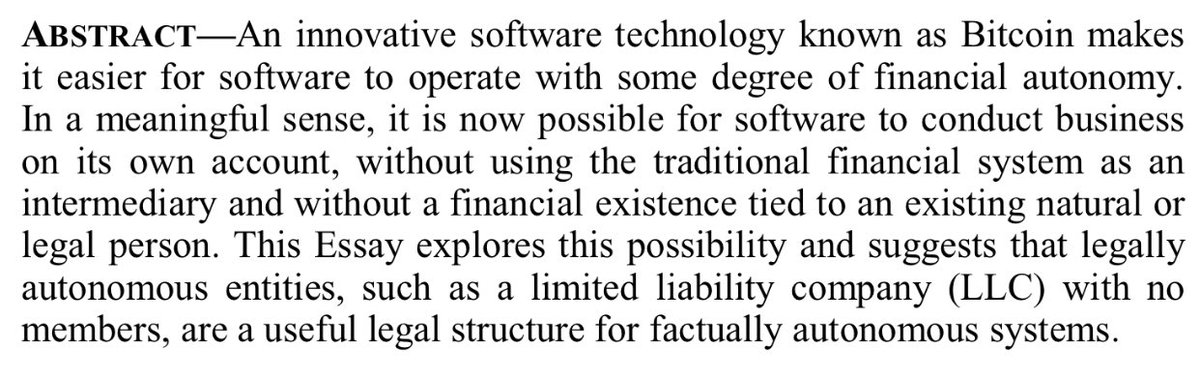 ABSTRACT—An innovative software technology known as Bitcoin makes
it easier for software to operate with some degree of financial autonomy.
In a meaningful sense, it is now possible for software to conduct business
on its own account, without using the traditional financial system as an
intermediary and without a financial existence tied to an existing natural or
legal person. This Essay explores this possibility and suggests that legally
autonomous entities, such as a limited liability company (LLC) with no
members, are a useful legal structure for factually autonomous systems.